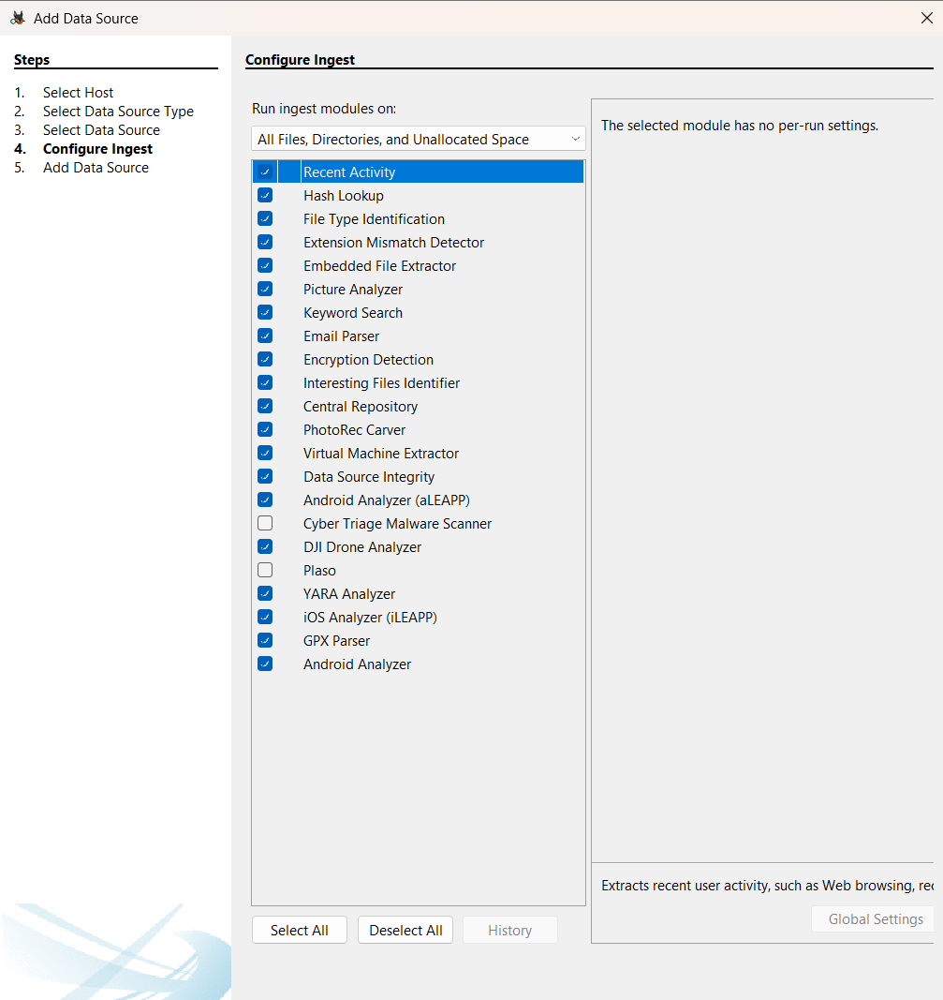 Add Data Source
Steps
1. Select Host
2. Select Data Source Type
3. Select Data Source
4. Configure Ingest
5. Add Data Source
Configure Ingest
Run ingest modules on:
All Files, Directories, and Unallocated Space
Recent Activity
Hash Lookup
File Type Identification
Extension Mismatch Detector
Embedded File Extractor
Picture Analyzer
Keyword Search
Email Parser
Encryption Detection
Interesting Files Identifier
Central Repository
PhotoRec Carver
Virtual Machine Extractor
Data Source Integrity
Android Analyzer (aLEAPP)
Cyber Triage Malware Scanner
DJI Drone Analyzer
Plaso
YARA Analyzer
iOS Analyzer (iLEAPP)
GPX Parser
Android Analyzer
Select All
Deselect All
History
The selected module has no per-run settings.
Extracts recent user activity, such as Web browsing,
Global Settings